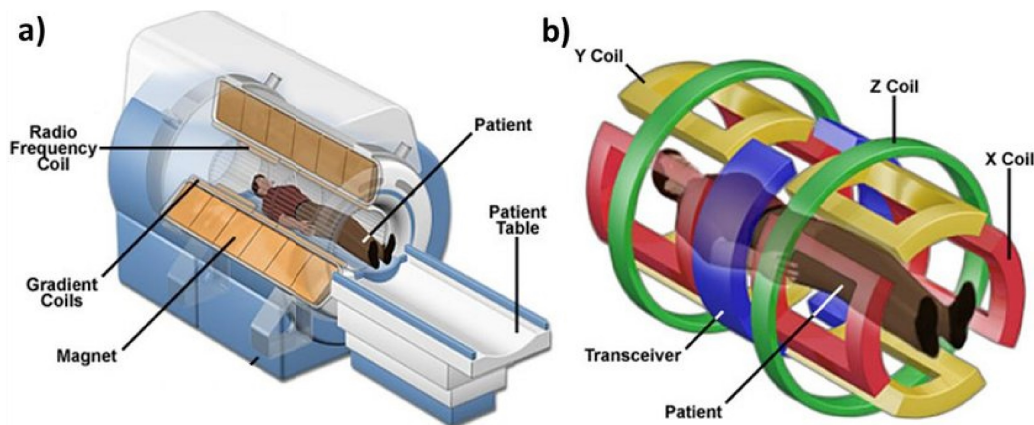 a)
Radio
Frequency
Coil
Patient
Patient
Table
Gradient
Coils
Magnet
b)
Y Coil
Z Coil
X Coil
Transceiver
Patient